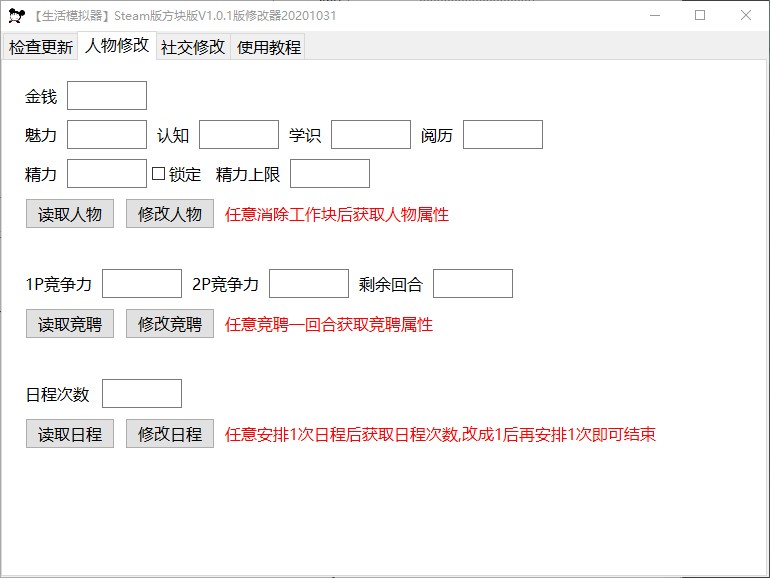 【生活模拟器】Steam版方块版V1.0.1版修改器20201031
检查更新 人物修改 社交修改 使用教程
金钱
魅力 认知 学识 阅历
精力 锁定 精力上限
读取人物 修改人物 任意消除工作块后获取人物属性
1P竞争力 2P竞争力 剩余回合
读取竞聘 修改竞聘 任意竞聘一回合获取竞聘属性
日程次数
读取日程 修改日程 任意安排1次日程后获取日程次数,改成1后再安排1次即可结束